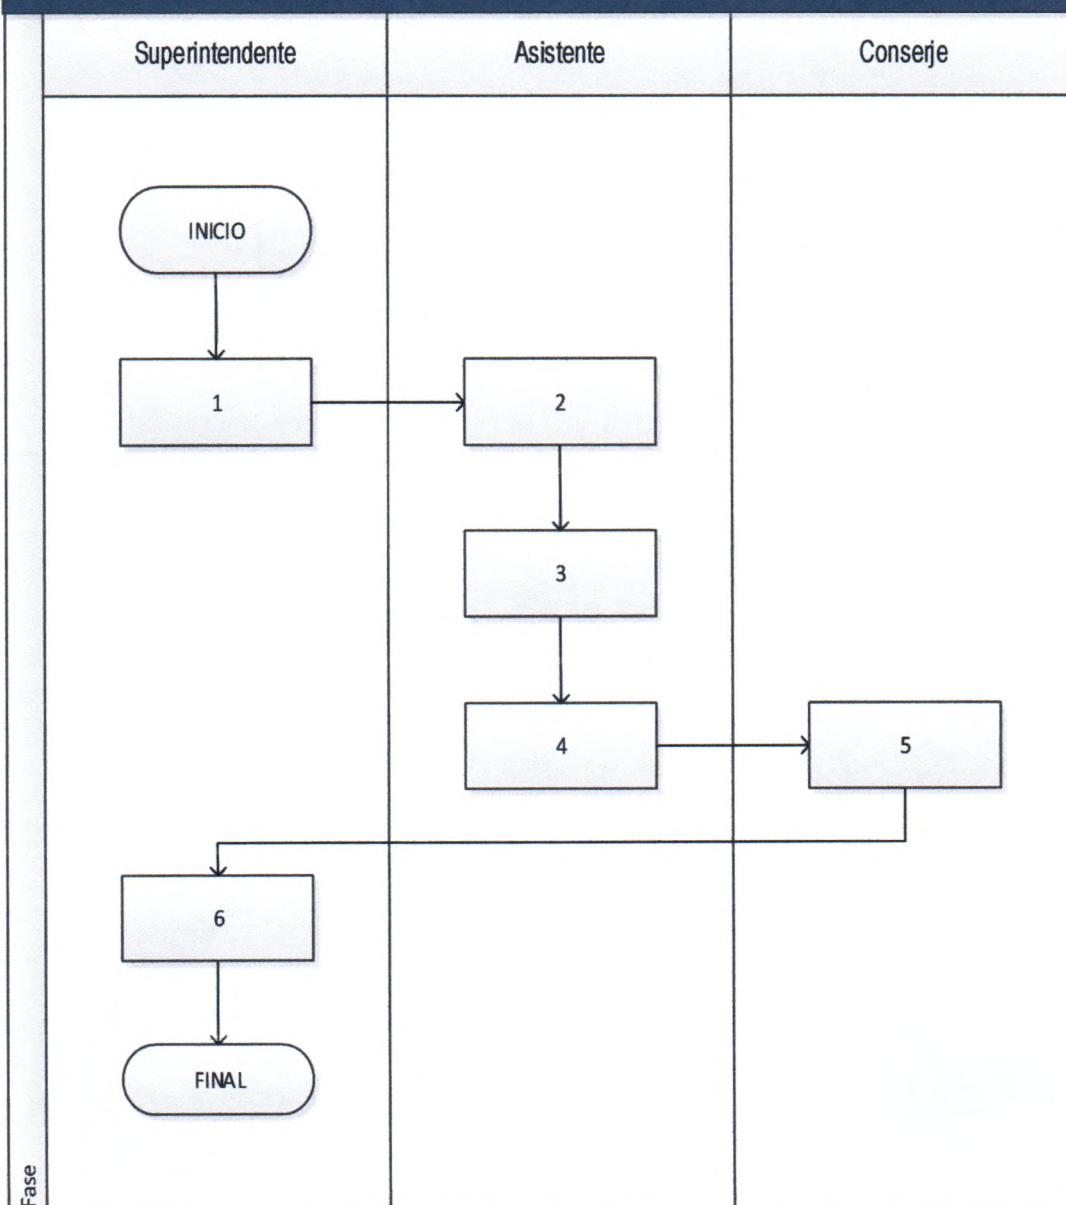 Superintendente
Asistente
Conserje
INICIO
1
2
3
4
5
6
FINAL
Fase